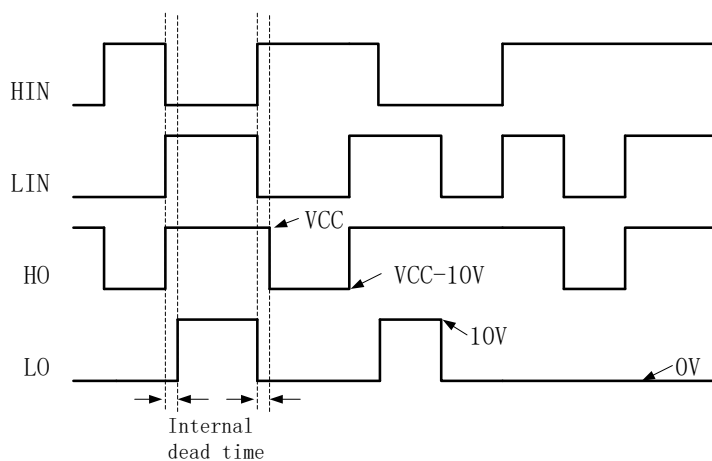 HIN
LIN
VCC
HO
VCC-10V
10V
LO
0V
Internal
dead time